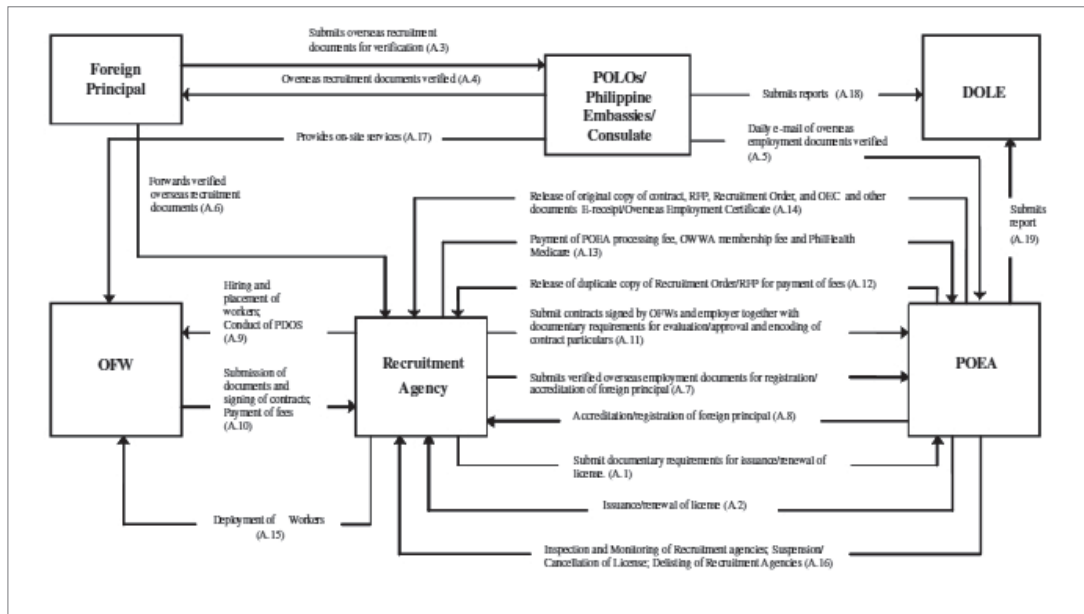 Submits overseas recruitment
documents for verification (A.3)
Foreign
Principal
Overseas recruitment documents verified (A.4)
POLOs/
Philippine
Embassies/
Consulate
Submits reports (A.18)
DOLE
Provides on-site services (A.17)
Daily e-mail of overseas
employment documents verified
(A.5)
Forwards verified
overseas recruitment
documents (A.6)
Release of original copy of contract, RFP, Recruitment Order, and OEC and other
documents E-receipt/Overseas Employment Certificate (A.14)
Submits
report
(A.19)
Payment of POEA processing fee, OWWA membership fee and PhilHealth
Medicare (A.13)
Release of duplicate copy of Recruitment Order/RFP for payment of fees (A.12)
Hiring and
placement of
workers;
Conduct of PDOS
(A.9)
Submit contracts signed by OFWs and employer together with
documentary requirements for evaluation/approval and encoding of
contract particulars (A.11)
OFW
Recruitment
Agency
POEA
Submission of
documents and
signing of contracts;
Payment of fees
(A.10)
Submits verified overseas employment documents for registration/
accreditation of foreign principal (A.7)
Accreditation/registration of foreign principal (A.8)
Submit documentary requirements for issuance/renewal of
license. (A.1)
Issuance/renewal of license (A.2)
Deployment of Workers
(A.15)
Inspection and Monitoring of Recruitment agencies; Suspension/
Cancellation of License; Delisting of Recruitment Agencies (A.16)